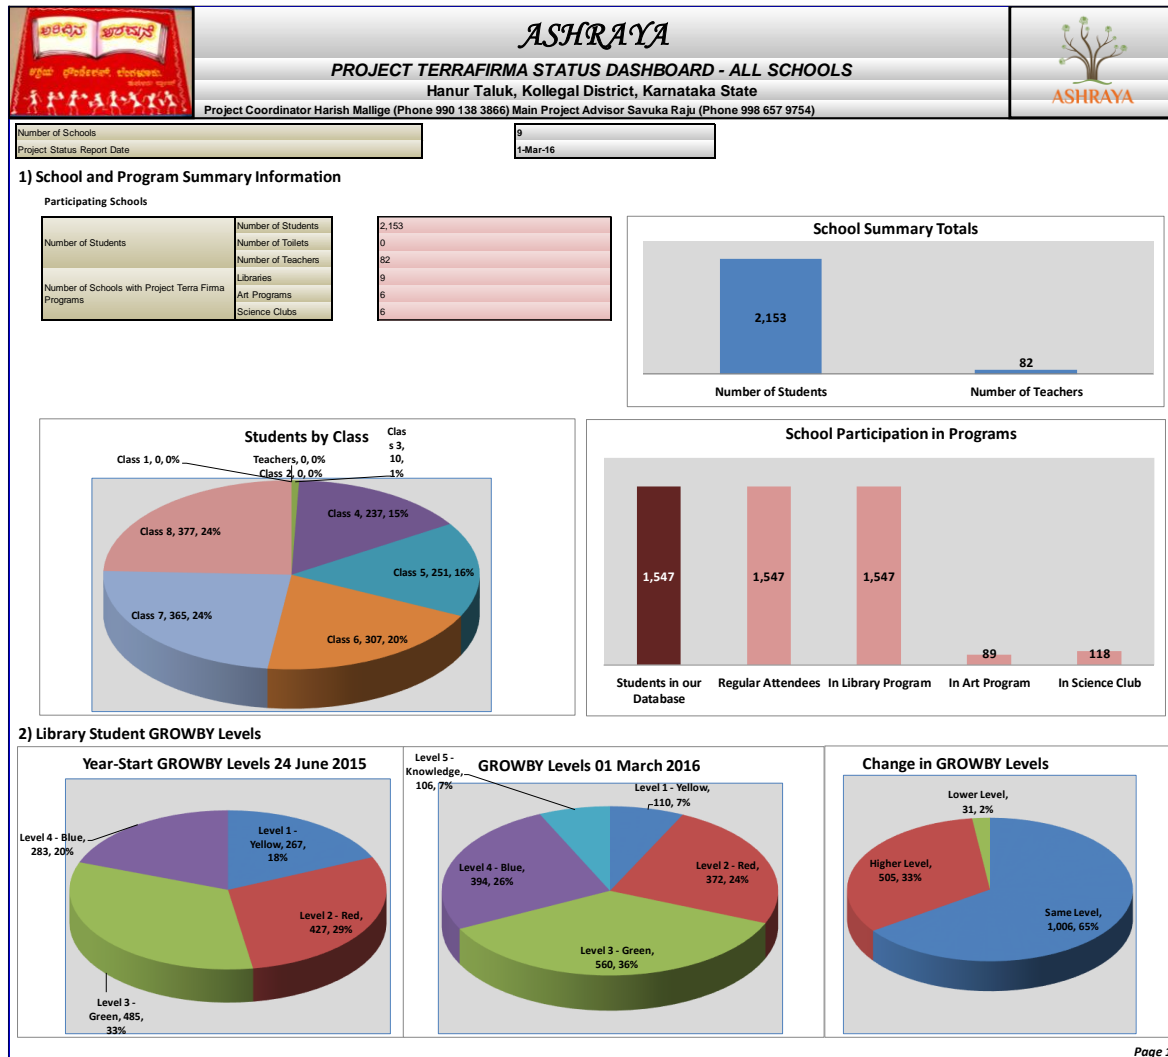 ಅರಿವಿನ ಅರಮನೆ
ASHRAYA
PROJECT TERRAFIRMA STATUS DASHBOARD - ALL SCHOOLS
Hanur Taluk, Kollegal District, Karnataka State
Project Coordinator Harish Mallige (Phone 990 138 3866) Main Project Advisor Savuka Raju (Phone 998 657 9754)
ASHRAYA
Number of Schools 9
Project Status Report Date 1-Mar-16
1) School and Program Summary Information
Participating Schools
Number of Students
Number of Students 2,153
Number of Toilets 0
Number of Teachers 82
Number of Schools with Project Terra Firma
Programs
Libraries 9
Art Programs 6
Science Clubs 6
School Summary Totals
2,153
82
Number of Students Number of Teachers
Students by Class
Class 1, 0, 0%
Teachers, 0, 0%
Class 2, 0, 0%
Clas
s 3,
10,
1%
Class 4, 237, 15%
Class 8, 377, 24%
Class 5, 251, 16%
Class 7, 365, 24%
Class 6, 307, 20%
School Participation in Programs
1,547 1,547 1,547 89 118
Students in our
Database
Regular Attendees
In Library Program
In Art Program
In Science Club
2) Library Student GROWBY Levels
Year-Start GROWBY Levels 24 June 2015
Level 4 - Blue,
283, 20%
Level 1 -
Yellow, 267,
18%
Level 2 - Red,
427, 29%
Level 3 -
Green, 485,
33%
GROWBY Levels 01 March 2016
Level 5 -
Knowledge,
106, 7%
Level 1 - Yellow,
110, 7%
Level 4 - Blue,
394, 26%
Level 2 - Red,
372, 24%
Level 3 - Green,
560, 36%
Change in GROWBY Levels
Lower Level,
31, 2%
Higher Level,
505, 33%
Same Level,
1,006, 65%
Page 1